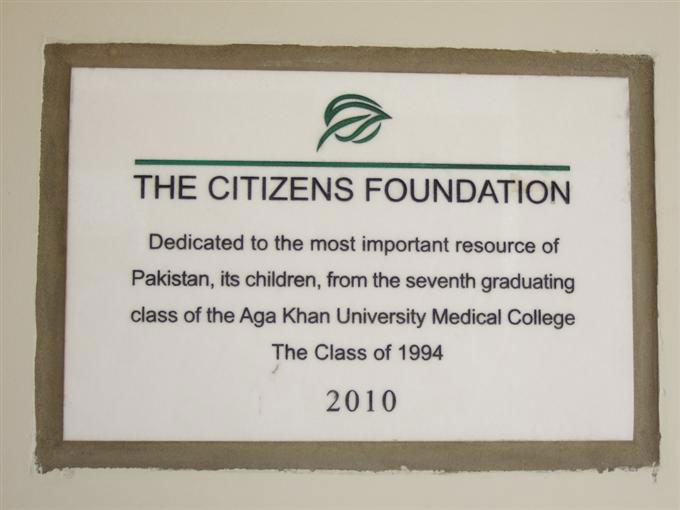 THE CITIZENS FOUNDATION
Dedicated to the most important resource of
Pakistan, its children, from the seventh graduating
class of the Aga Khan University Medical College
The Class of 1994
2010